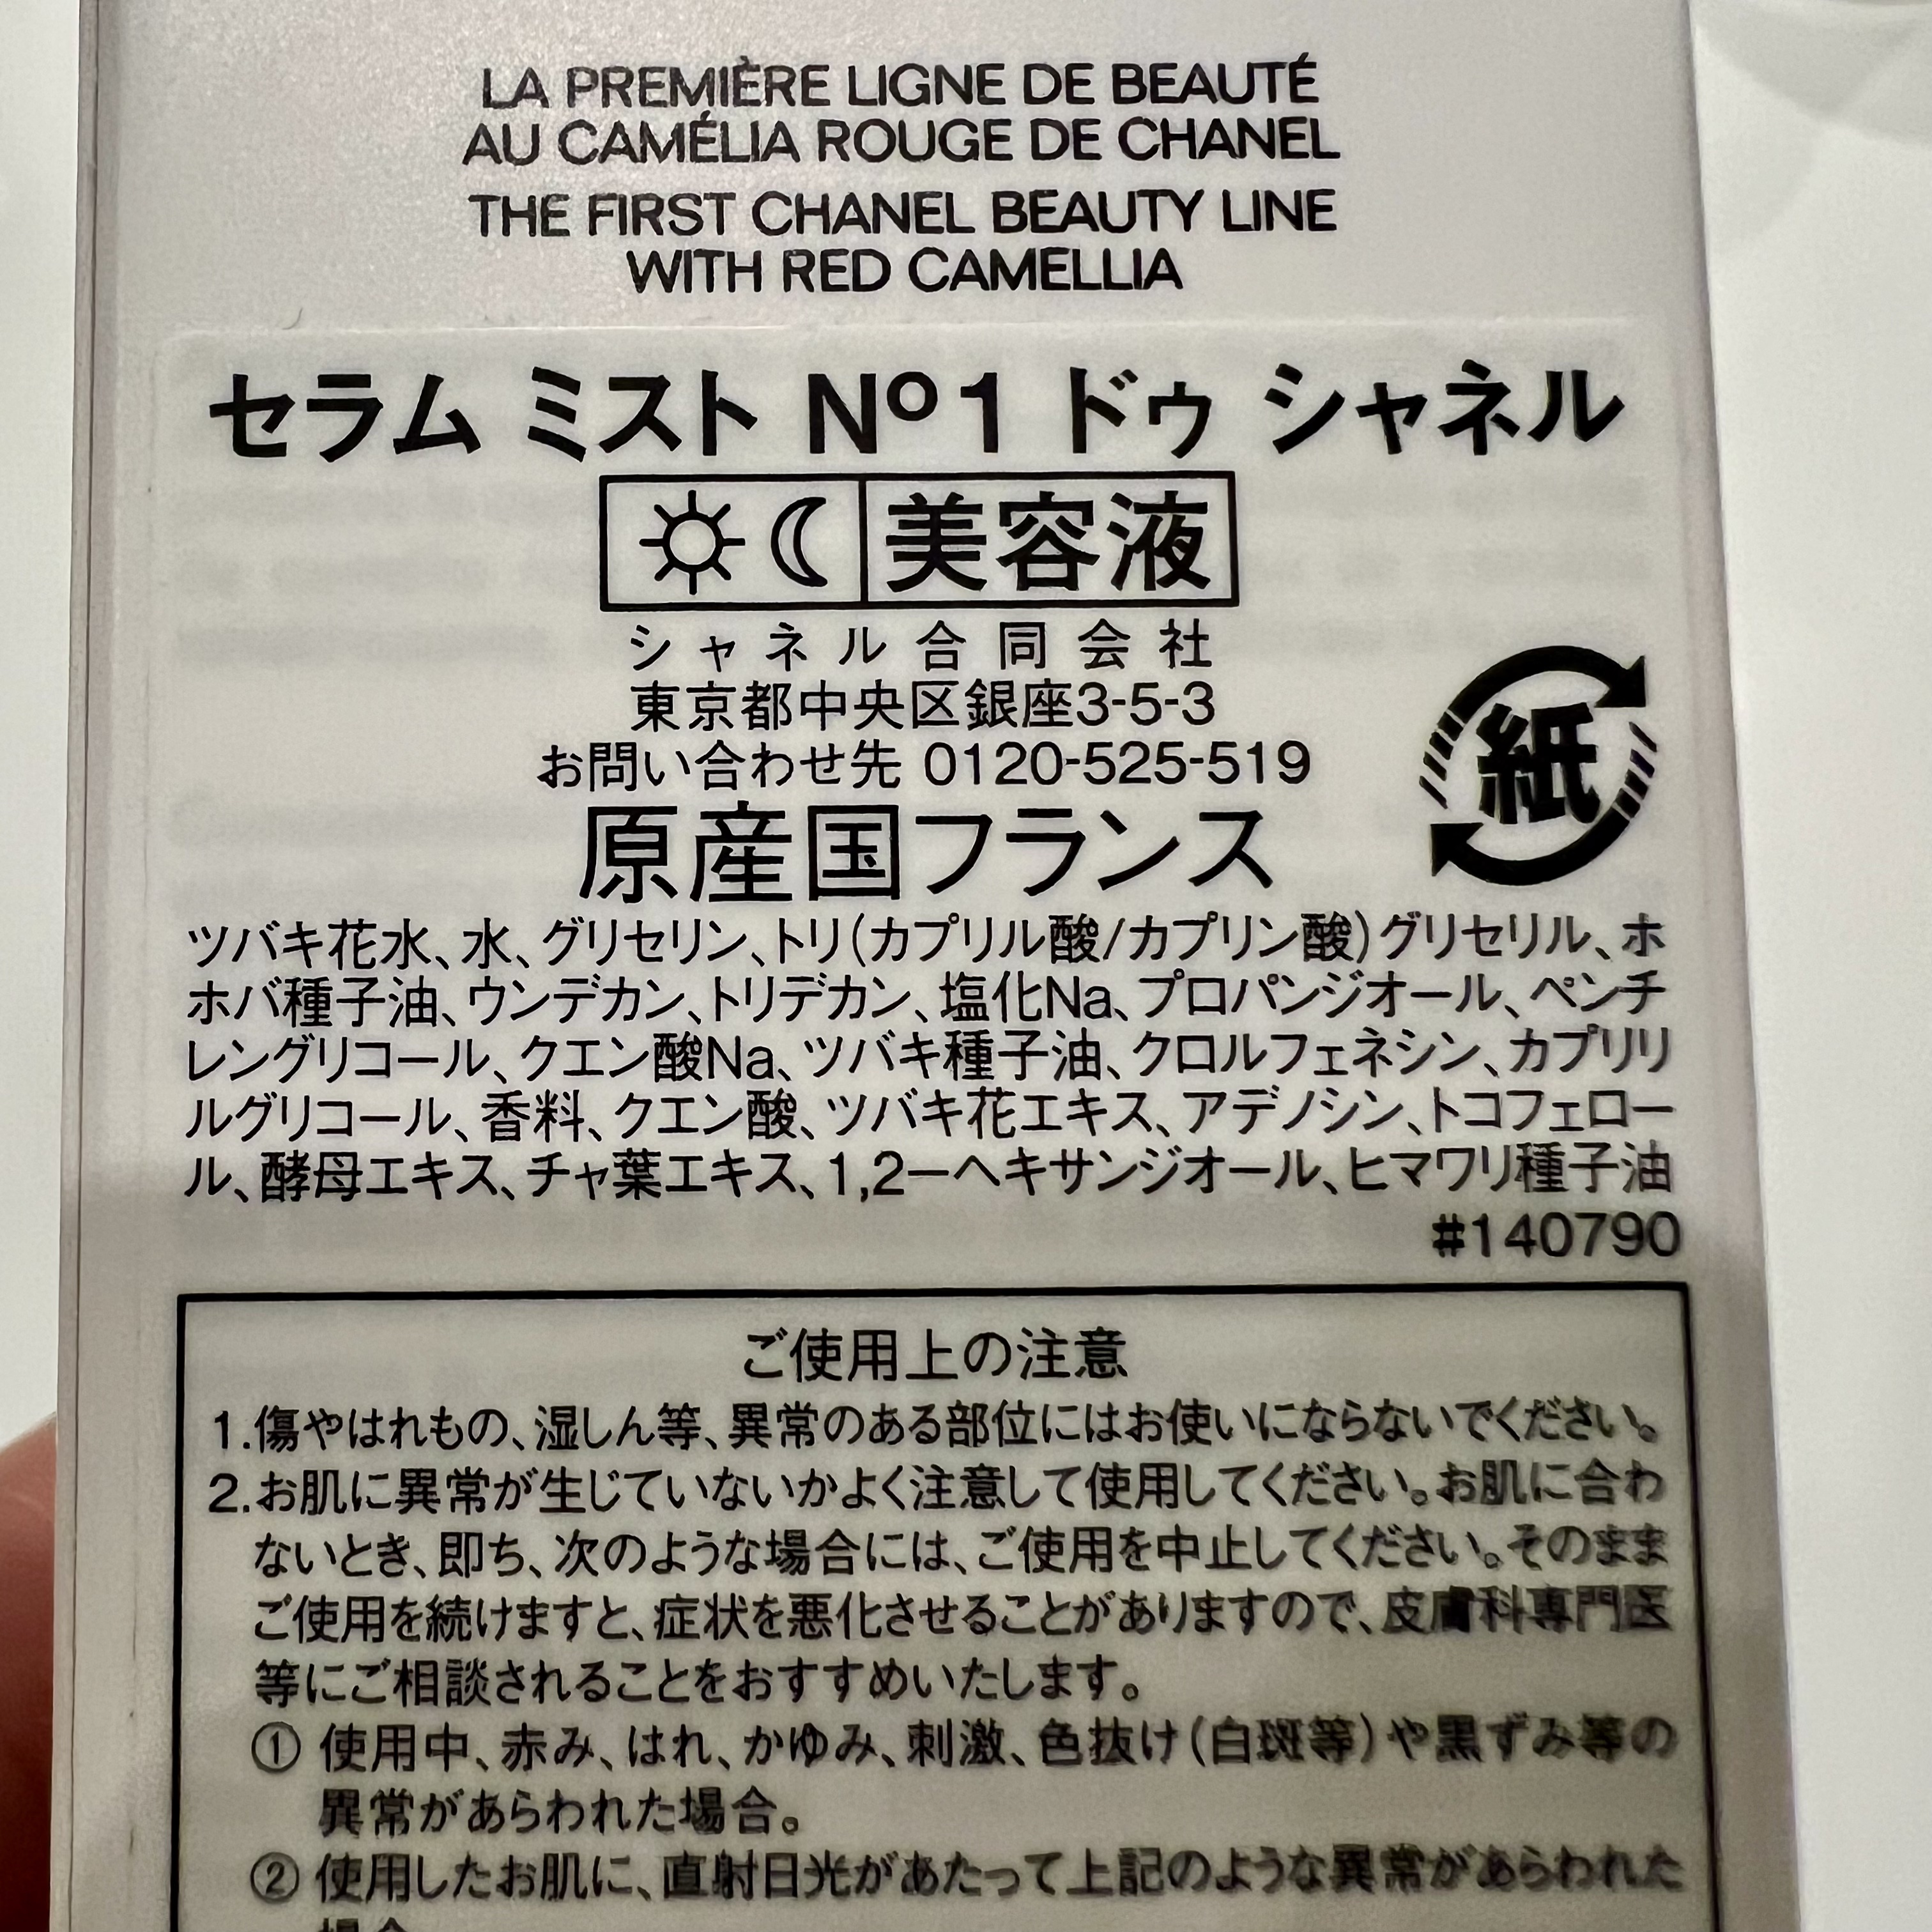 LA PREMIÈRE LIGNE DE BEAUTÉ
AU CAMÉLIA ROUGE DE CHANEL
THE FIRST CHANEL BEAUTY LINE
WITH RED CAMELLIA
セラム ミスト Nº1 ドゥ シャネル
美容液
シャネル合同会社
東京都中央区銀座3-5-3
お問い合わせ先 0120-525-519
紙
原産国フランス
ツバキ花水、水、グリセリン、トリ(カプリル酸/カプリン酸)グリセリル、ホ
ホバ種子油、ウンデカン、トリデカン、塩化Na、プロパンジオール、ペンチ
レングリコール、クエン酸Na、ツバキ種子油、クロルフェネシン、カプリリ
ルグリコール、香料、クエン酸、ツバキ花エキス、アデノシン、トコフェロー
ル、酵母エキス、チャ葉エキス、1,2ーヘキサンジオール、ヒマワリ種子油
#140790
ご使用上の注意
1.傷やはれもの、湿しん等、異常のある部位にはお使いにならないでください。
2.お肌に異常が生じていないかよく注意して使用してください。お肌に合わ
ないとき、即ち、次のような場合には、ご使用を中止してください。そのまま
ご使用を続けますと、症状を悪化させることがありますので、皮膚科専門医
等にご相談されることをおすすめいたします。
① 使用中、赤み、はれ、かゆみ、刺激、色抜け(白斑等)や黒ずみ等の
異常があらわれた場合。
② 使用したお肌に、直射日光があたって上記のような異常があらわれた